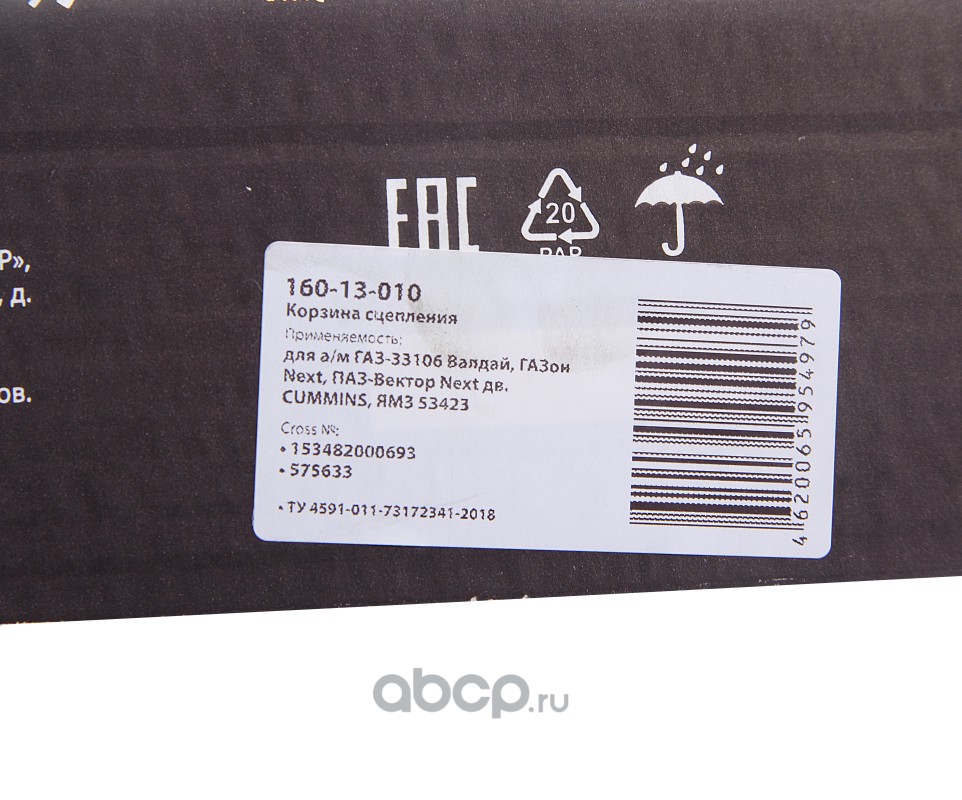 Р»,
, д.
ов.
ЕАС
20
PAP
160-13-010
Корзина сцепления
Применяемость:
для а/м ГАЗ-33106 Валдай, ГАЗон
Next, ПАЗ-Вектор Next дв.
CUMMINS, ЯМЗ 53423
Cross №:
• 153482000693
• 575633
• ТУ 4591-011-73172341-2018
4620065954979
abcp.ru